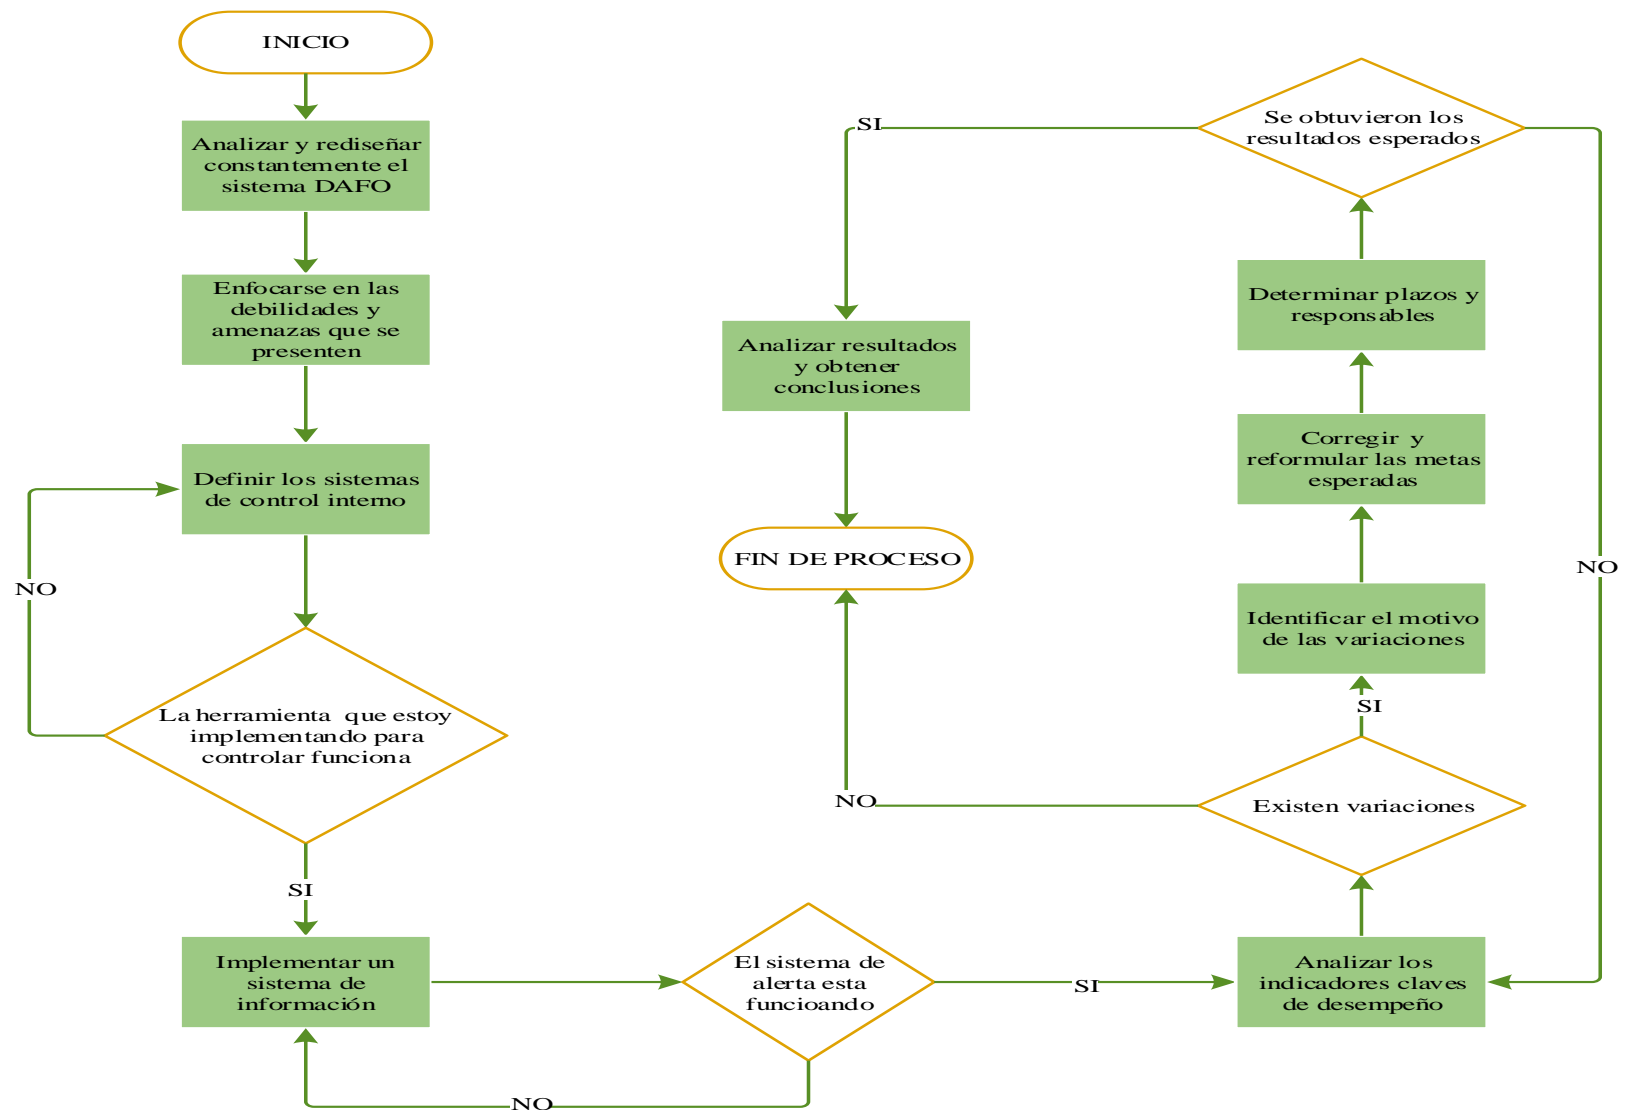 INICIO
Analizar y rediseñar
constantemente el
sistema DAFO
Enfocarse en las
debilidades y
amenazas que se
presenten
Definir los sistemas
de control interno
NO
La herramienta que estoy
implementando para
controlar funciona
SI
Implementar un
sistema de
información
NO
El sistema de
alerta esta
funcioando
SI
Analizar los
indicadores claves
de desempeño
Existen variaciones
NO
SI
Identificar el motivo
de las variaciones
Corregir y
reformular las metas
esperadas
Determinar plazos y
responsables
Se obtuvieron los
resultados esperados
NO
SI
Analizar resultados
y obtener
conclusiones
FIN DE PROCESO